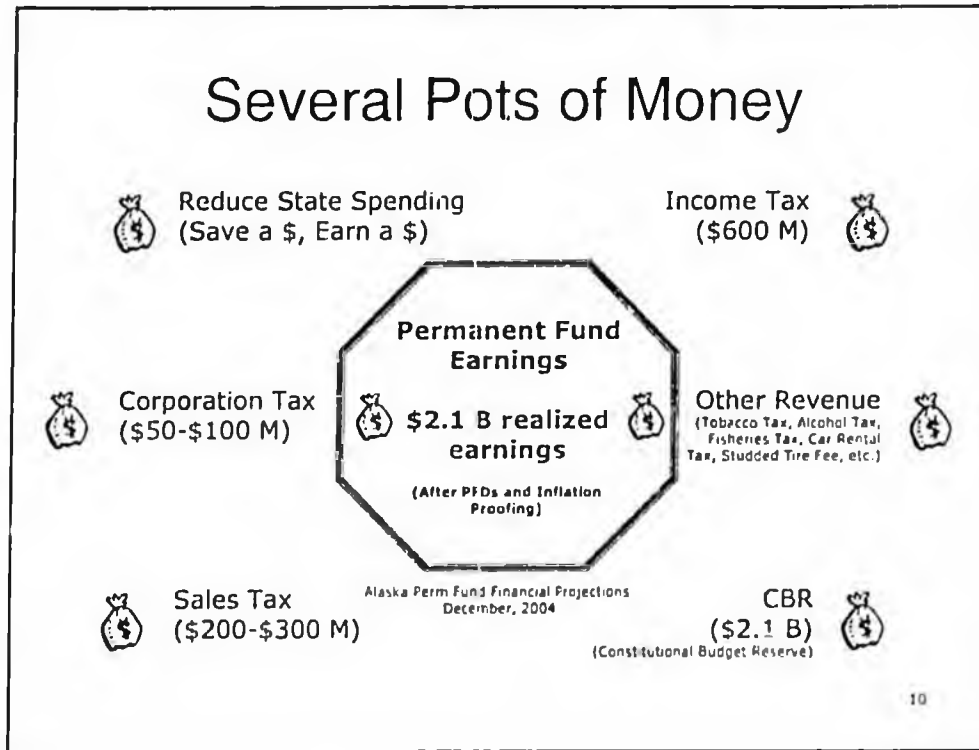 Several Pots of Money
Reduce State Spending
(Save a $, Earn a $)
Income Tax
($600 M)
Permanent Fund
Earnings
$2.1 B realized
earnings
(After PFDs and Inflation
Proofing)
Corporation Tax
($50-$100 M)
Other Revenue
(Tobacco Tax, Alcohol Tax,
Fisheries Tax, Car Rental
Tax, Studded Tire Fee, etc.)
Alaska Perm Fund Financial Projections
December, 2004
Sales Tax
($200-$300 M)
CBR
($2.1 B)
(Constitutional Budget Reserve)
10